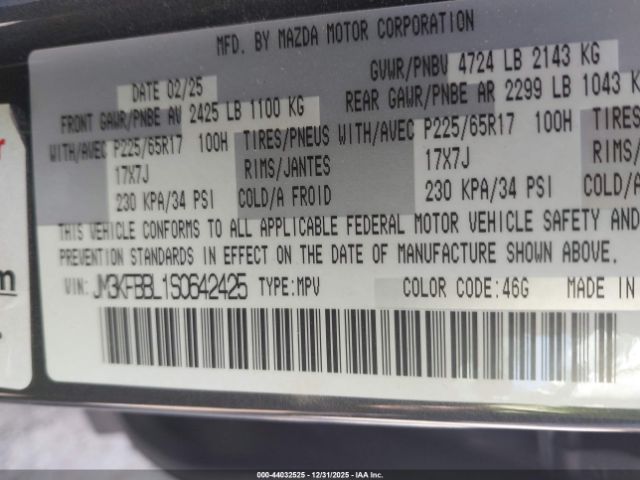 MFD. BY MAZDA MOTOR CORPORATION
DATE 02/25 GVWR/PNBV 4724 LB 2143 KG
FRONT GAWR/PNBE AV 2425 LB 1100 KG REAR GAWR/PNBE AR 2299 LB 1043 KG
WITH/AVEC P225/65R17 100H TIRES/PNEUS WITH/AVEC P225/65R17 100H TIRES/
17X7J RIMS/JANTES 17X7J RIMS/
230 KPA/34 PSI COLD/A FROID 230 KPA/34 PSI COLD/A
THIS VEHICLE CONFORMS TO ALL APPLICABLE FEDERAL MOTOR VEHICLE SAFETY AND
PREVENTION STANDARDS IN EFFECT ON THE DATE OF MANUFACTURE SHOWN ABOVE.
VIN: JM3KFBBL1S0642425 TYPE:MPV COLOR CODE:46G MADE IN
000-44032525 - 12/31/2025 - IAA Inc.